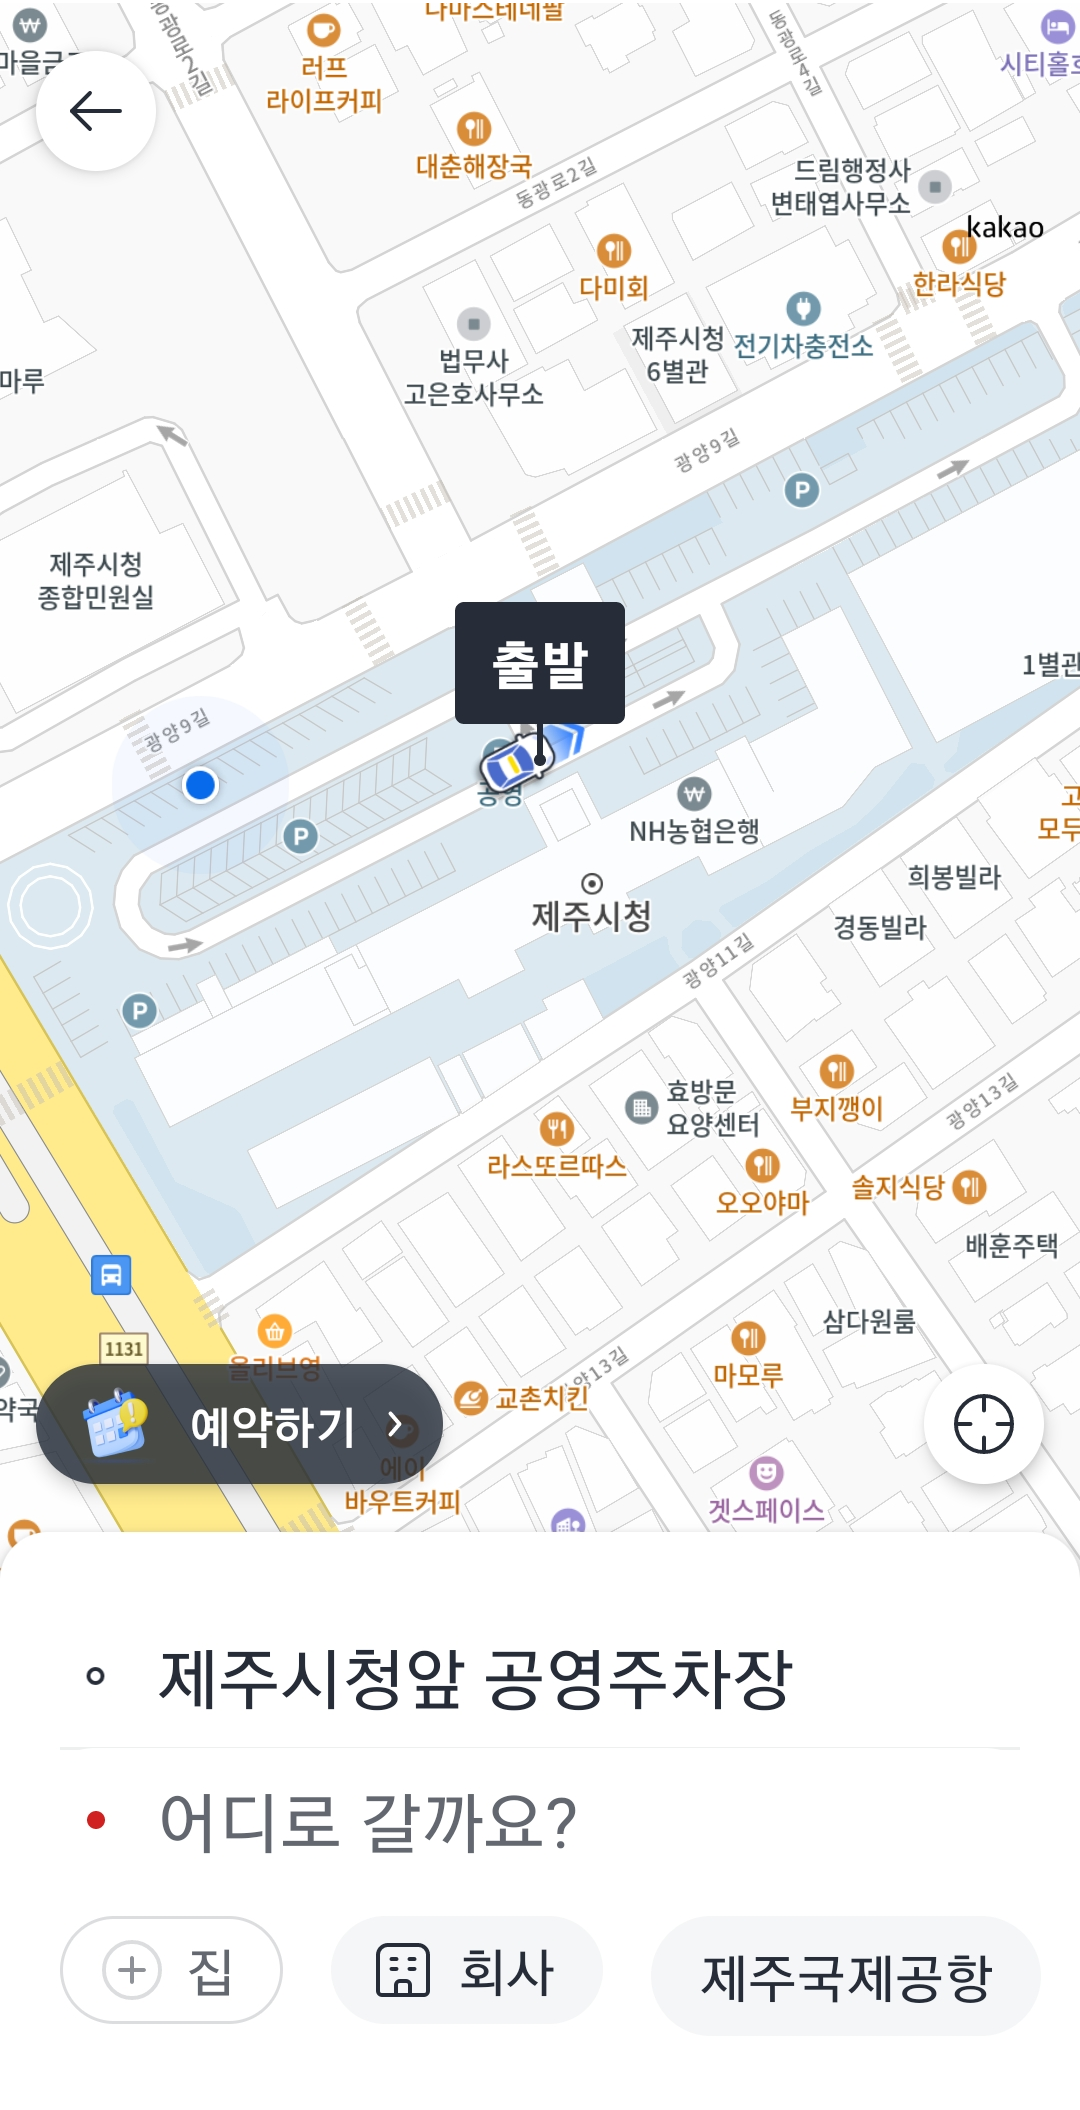 나마스테네팔
동광로2길
동광로4길
시티홀호
마을금고
러프
라이프커피
대춘해장국
동광로2길
드림행정사
변태엽사무소
kakao
다미회
한라식당
제주시청
6별관
전기차충전소
법무사
고은호사무소
마루
광양9길
P
제주시청
종합민원실
출발
1별관
광양9길
공영
P
NH농협은행
고
모두
희봉빌라
제주시청
경동빌라
광양11길
P
효방문
요양센터
부지깽이
광양13길
라스또르따스
오오야마
솔지식당
배훈주택
삼다원룸
1131
올리브영
마모루
약국
예약하기
교촌치킨
양13길
에이
바우트커피
겟스페이스
제주시청앞 공영주차장
어디로 갈까요?
집
회사
제주국제공항